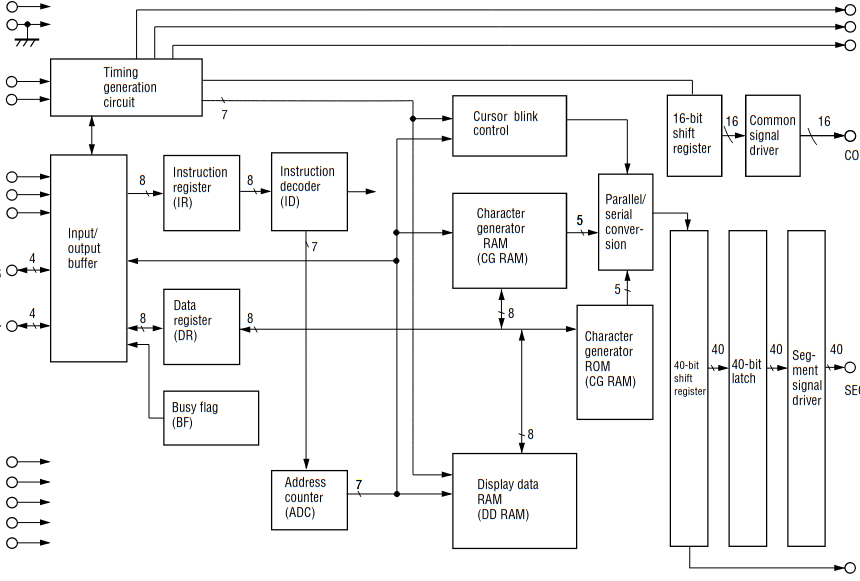 Timing
generation
circuit
7
Cursor blink
control
16-bit
shift
register
16
Common
signal
driver
16
CO
Input/
output
buffer
8
Instruction
register
(IR)
8
Instruction
decoder
(ID)
7
Character
generator
RAM
(CG RAM)
5
Parallel/
serial
conver-
sion
4
4
8
Data
register
(DR)
8
8
5
Character
generator
ROM
(CG RAM)
40-bit
shift
register
40
40-bit
latch
40
Seg-
ment
signal
driver
40
SEG
Busy flag
(BF)
8
Address
counter
(ADC)
7
Display data
RAM
(DD RAM)